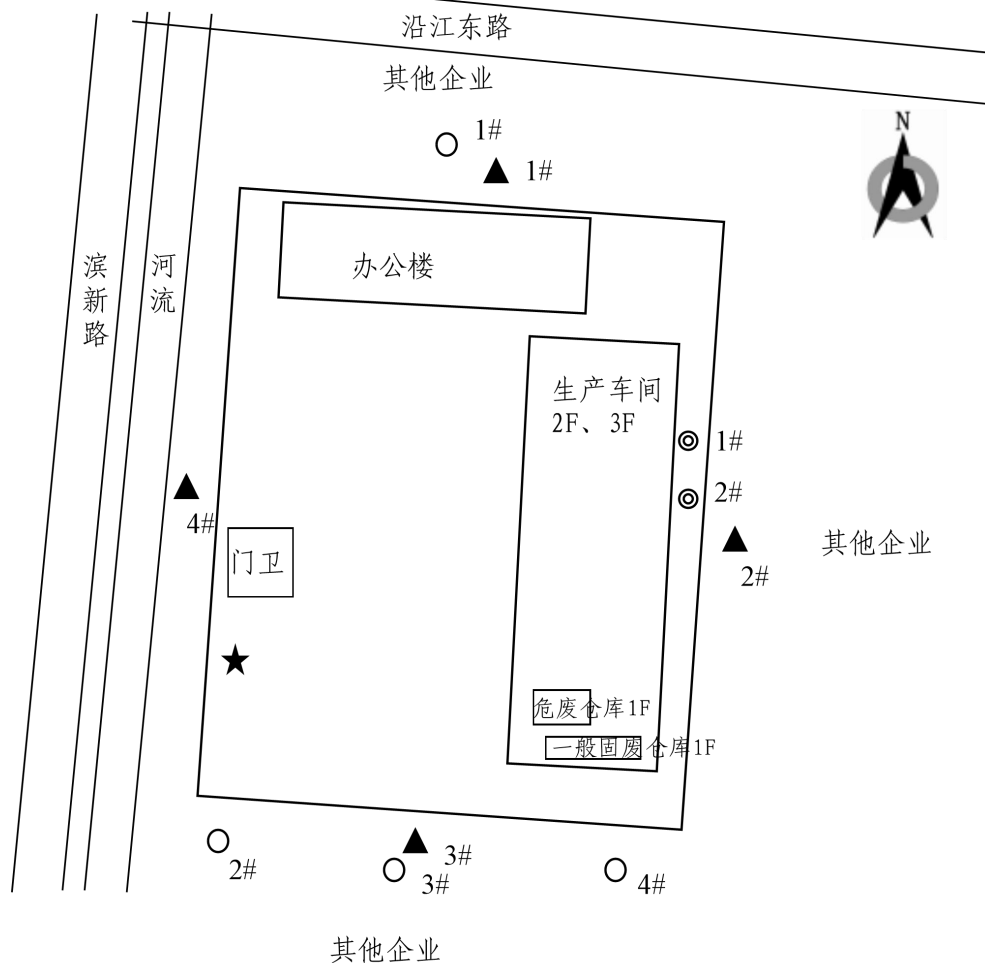 沿江东路
其他企业
1#
1#
N
滨新路
河流
办公楼
生产车间
2F、3F
1#
2#
4#
门卫
2#
其他企业
危废仓库1F
一般固废仓库1F
2#
3#
3#
4#
其他企业